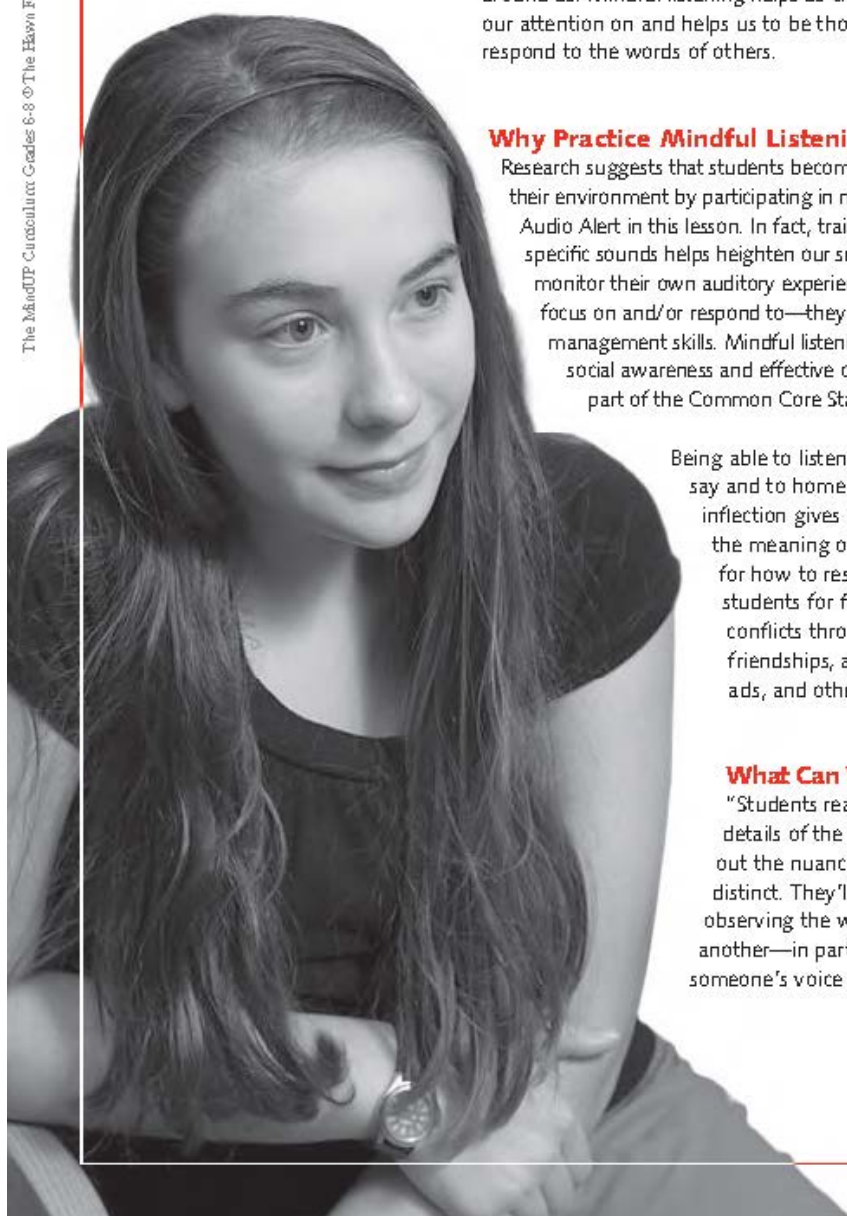 our attention on and helps us to be tho
respond to the words of others.
Why Practice Mindful Listeni
Research suggests that students becom
their environment by participating in
Audio Alert in this lesson. In fact, trai
specific sounds helps heighten our
monitor their own auditory experie
focus on and/or respond to—they
management skills. Mindful listeni
social awareness and effective
part of the Common Core Sta
Being able to listen
say and to home
inflection gives
the meaning o
for how to res
students for f
conflicts thro
friendships, a
ads, and oth
What Can
"Students rea
details of the
out the nuanc
distinct. They'l
observing the w
another—in part
someone's voice
The MindUP Curriculum: Grades 6-8 © The Hawn F